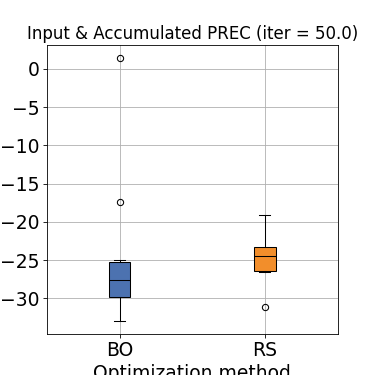 Input & Accumulated PREC (iter = 50.0)
0
−5
−10
−15
−20
−25
−30
BO RS
Optimization method